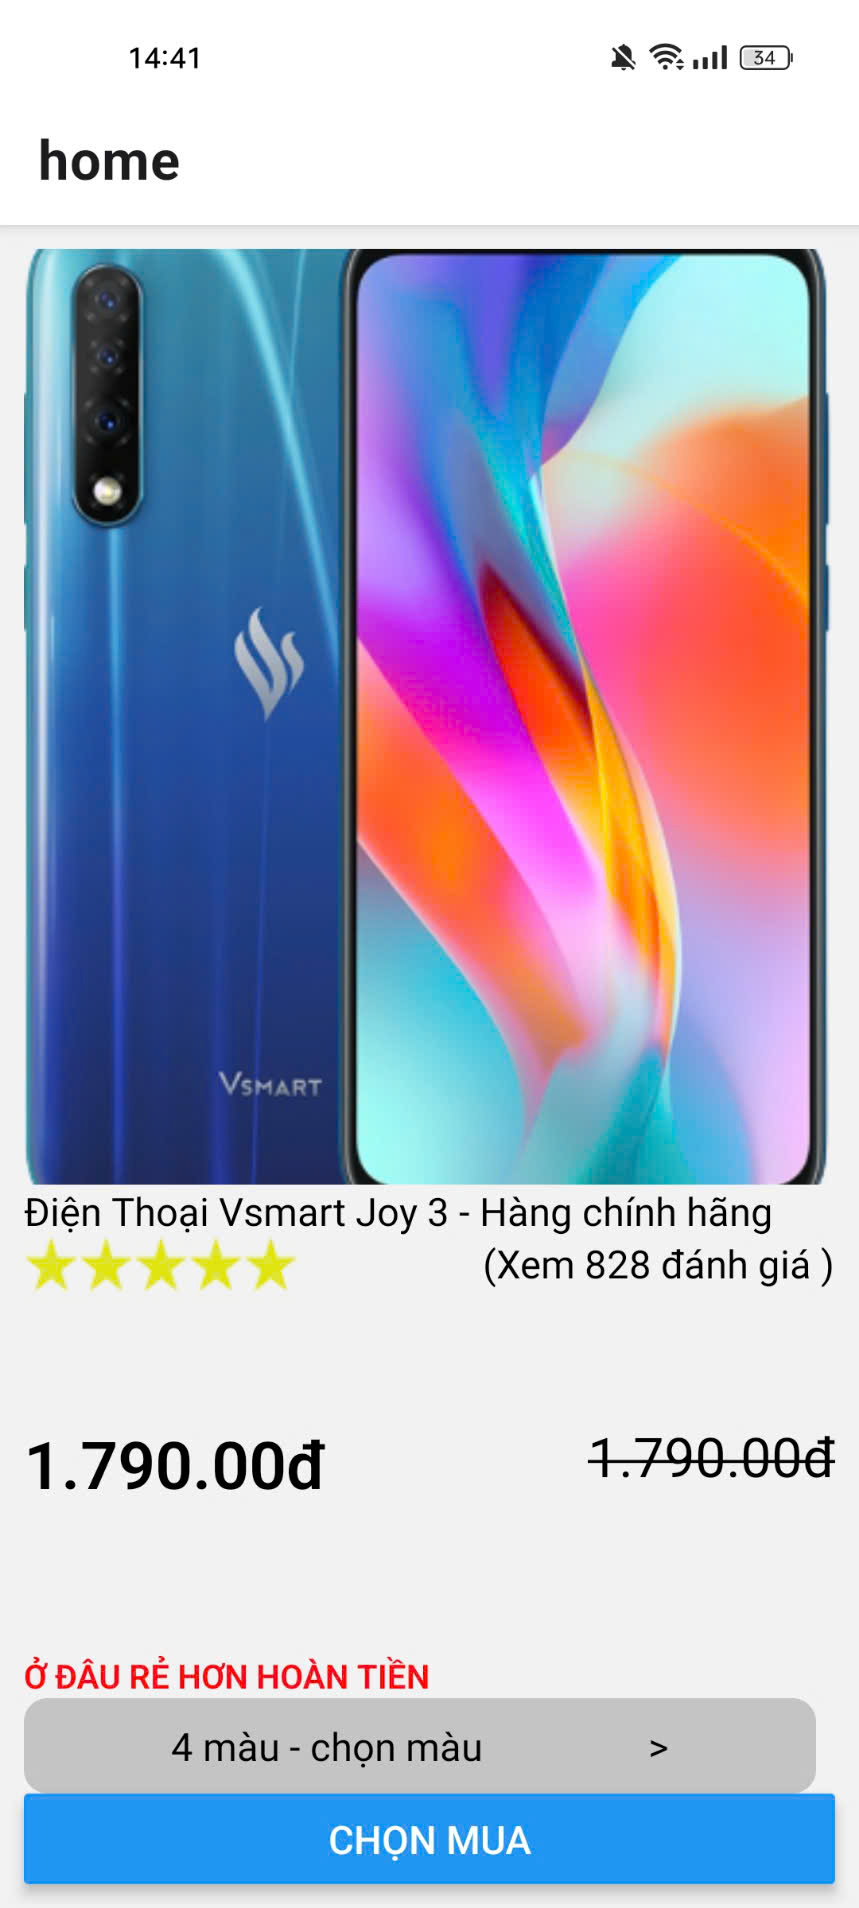 14:41
34
home
VSMART
Điện Thoại Vsmart Joy 3 - Hàng chính hãng
(Xem 828 đánh giá )
1.790.00đ
1.790.00đ
Ở ĐÂU RẺ HƠN HOÀN TIỀN
4 màu - chọn màu >
CHỌN MUA